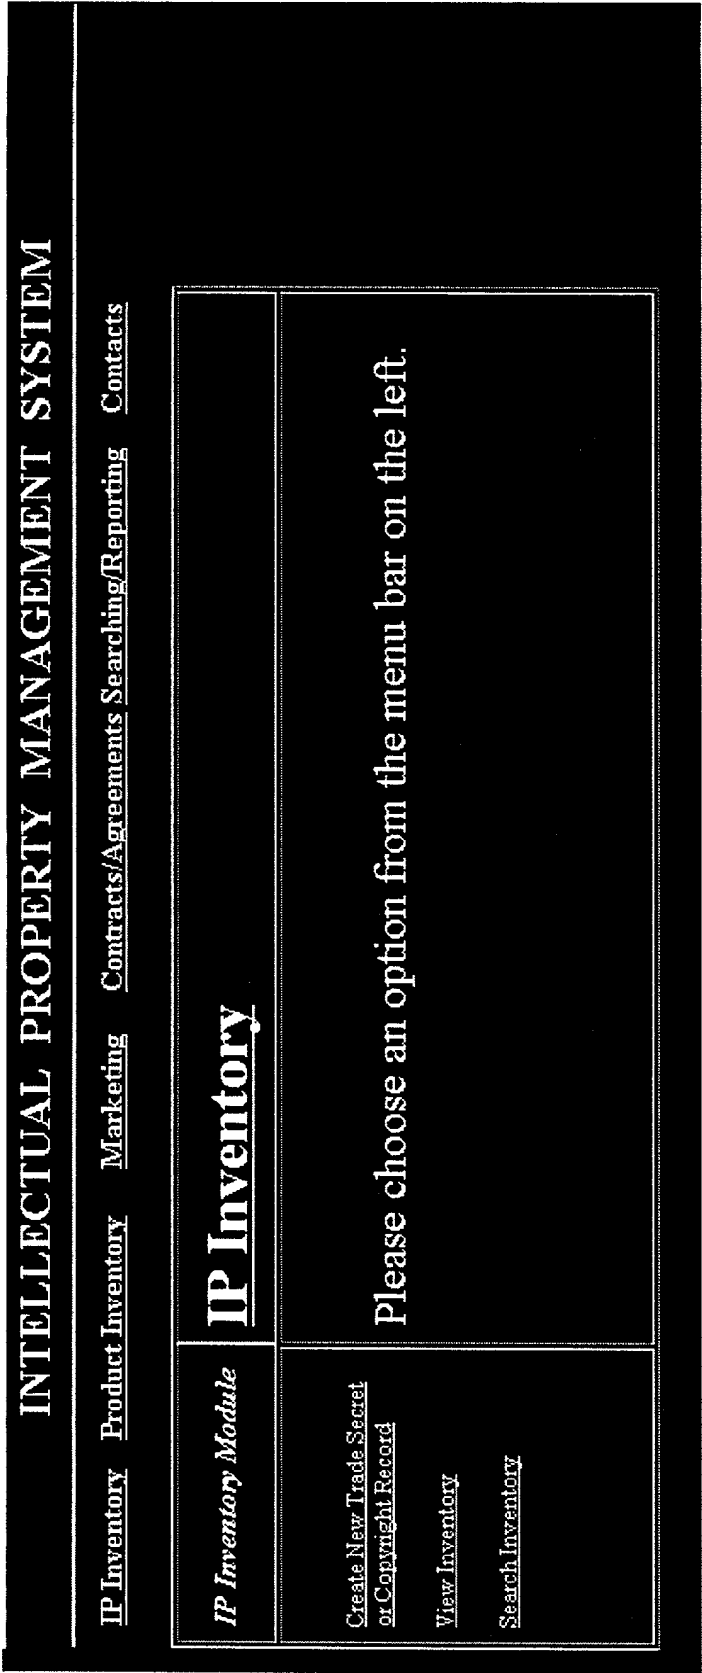 INTELLECTUAL PROPERTY MANAGEMENT SYSTEM
IP Inventory Product Inventory Marketing Contracts/Agreements Searching/Reporting Contacts
IP Inventory Module
IP Inventory
Create New Trade Secret
or Copyright Record
View Inventory
Search Inventory
Please choose an option from the menu bar on the left.